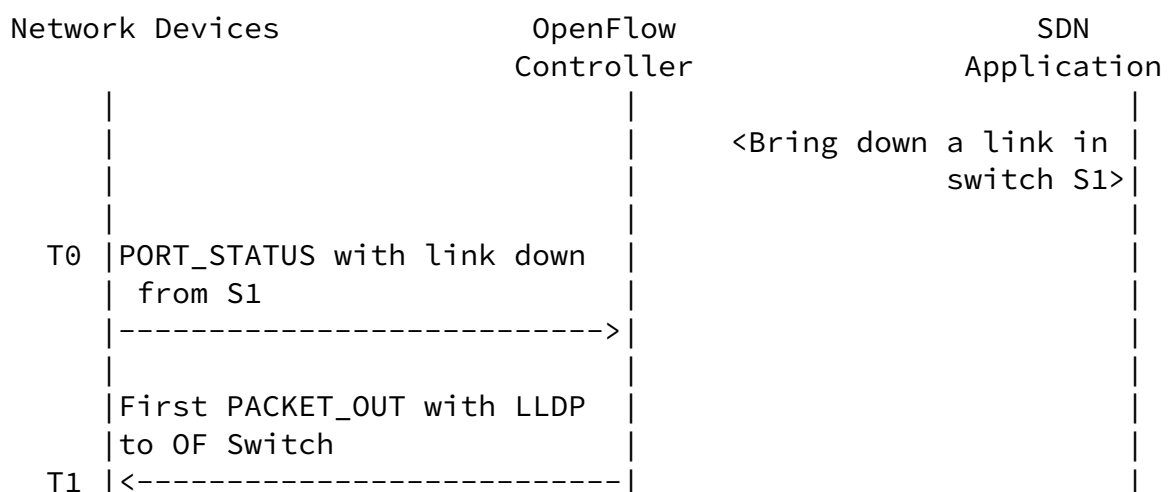 Network Devices OpenFlow SDN
Controller Application
| | |
| | <Bring down a link in |
| | switch S1>|
| | |
T0 |PORT_STATUS with link down | |
| from S1 | |
|--------------------------->| |
| | |
|First PACKET_OUT with LLDP | |
|to OF Switch | |
T1 |<---------------------------| |